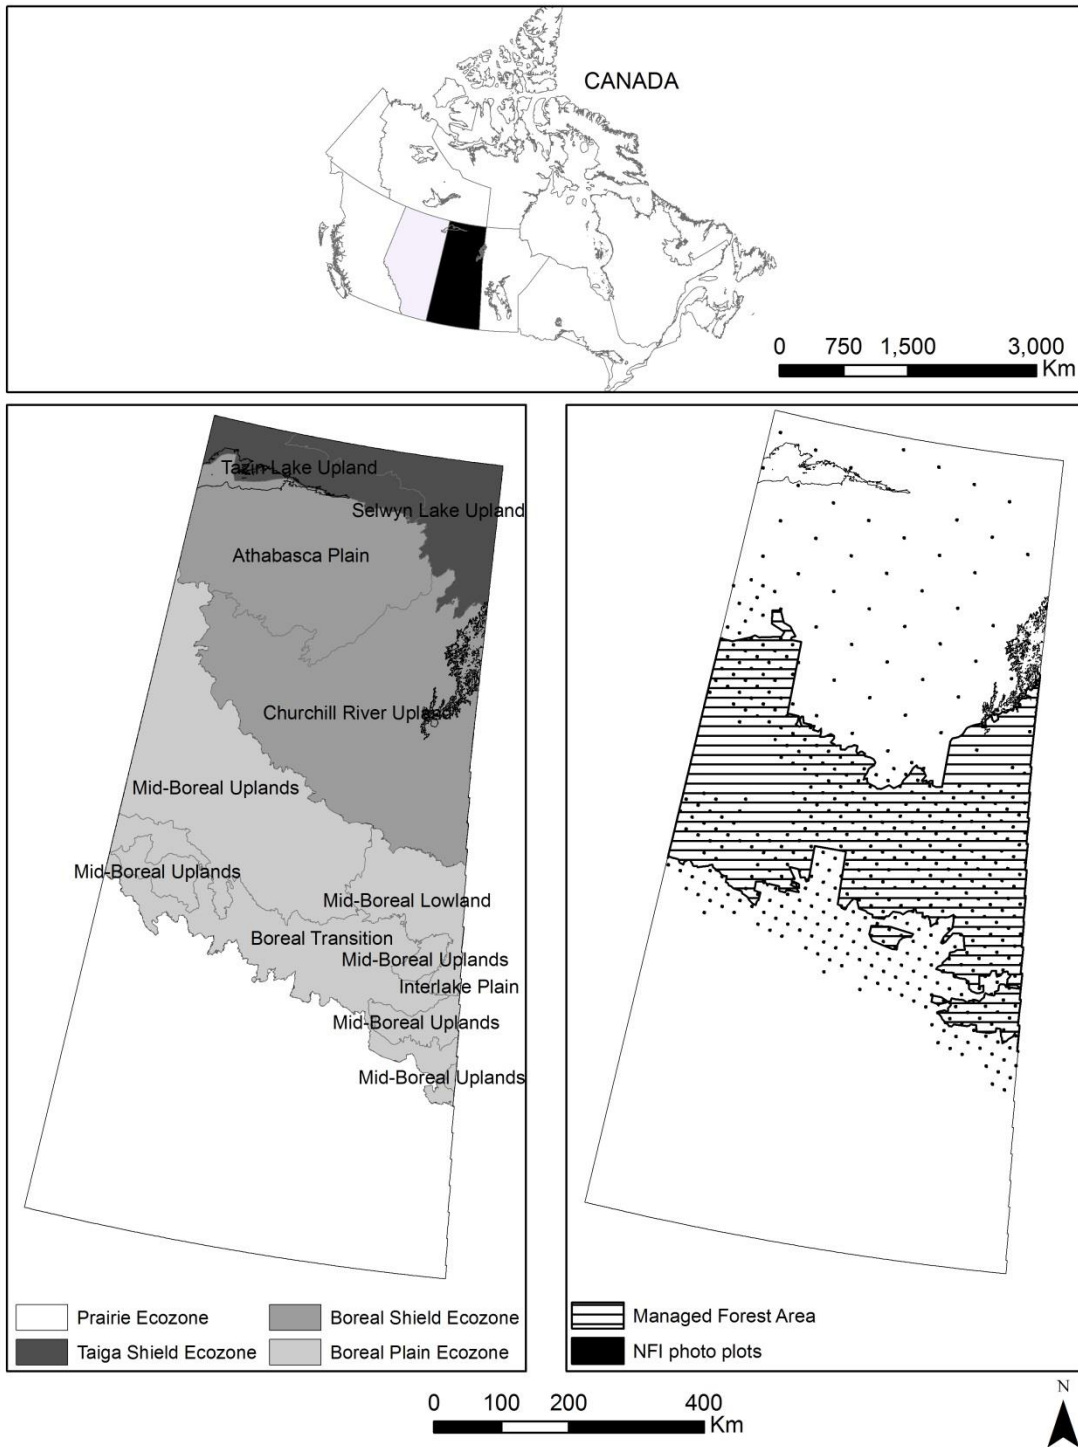 CANADA
0 750 1,500 3,000
Km
Tazin Lake Upland
Selwyn Lake Upland
Athabasca Plain
Churchill River Upland
Mid-Boreal Uplands
Mid-Boreal Uplands
Mid-Boreal Lowland
Boreal Transition
Mid-Boreal Uplands
Interlake Plain
Mid-Boreal Uplands
Mid-Boreal Uplands
Prairie Ecozone
Boreal Shield Ecozone
Taiga Shield Ecozone
Boreal Plain Ecozone
Managed Forest Area
NFI photo plots
0 100 200 400
Km
N